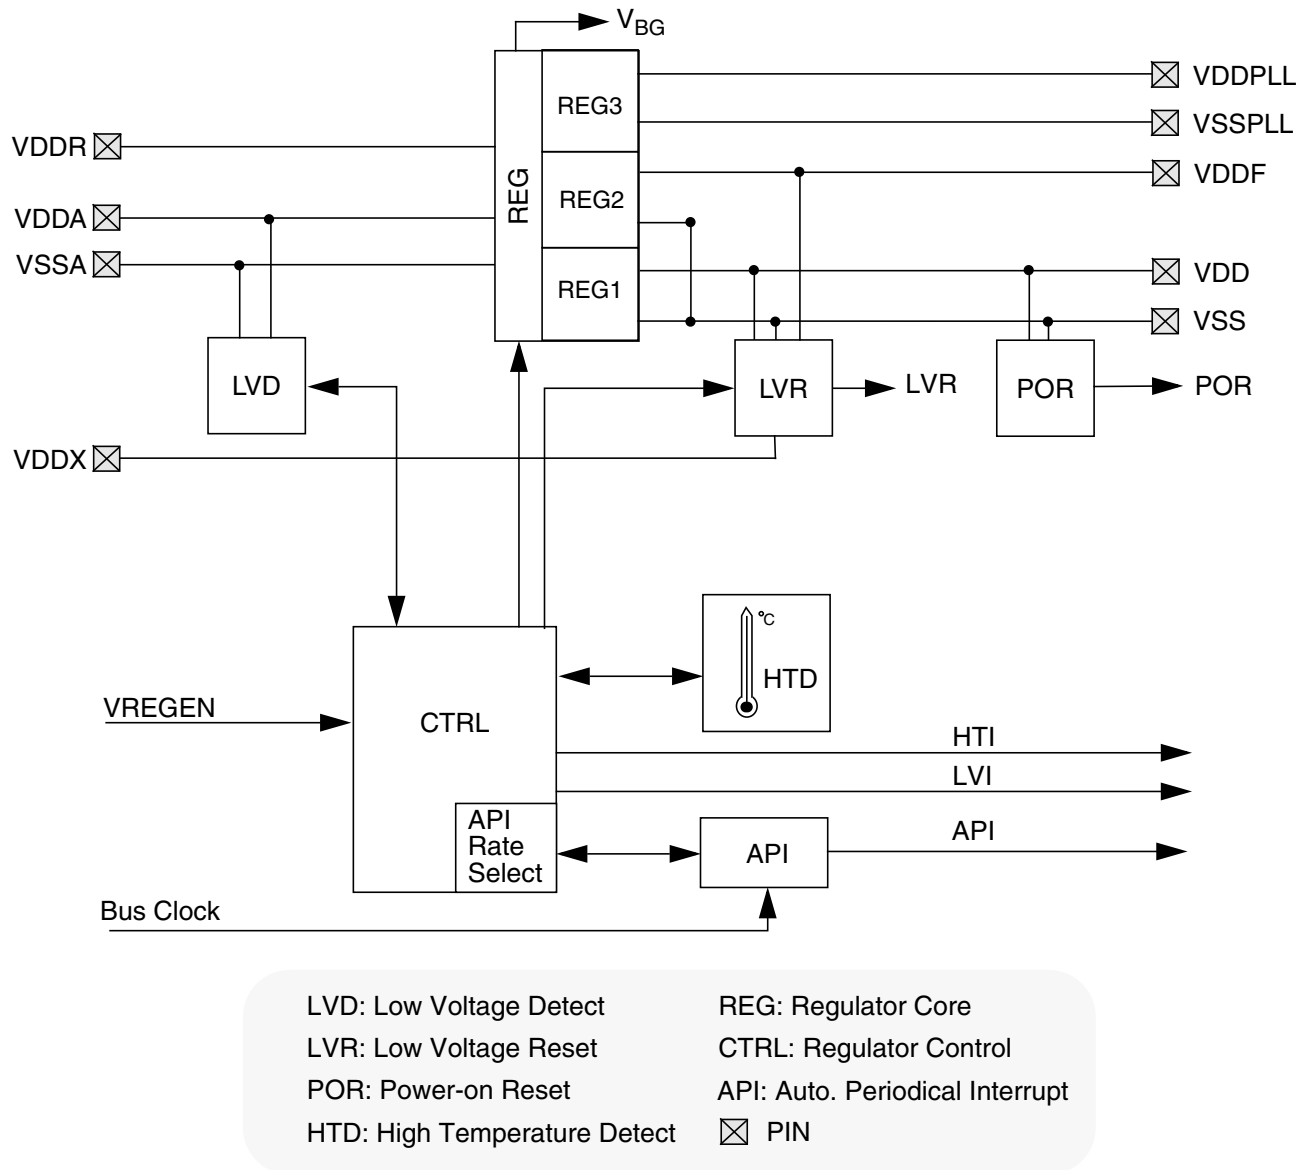 VBG
VDDPLL
REG3
VSSPLL
VDDR
VDDF
REG
REG2
VDDA
VSSA
VDD
REG1
VSS
LVD
LVR
LVR
POR
POR
VDDX
°C
HTD
VREGEN
CTRL
HTI
LVI
API
Rate
Select
API
API
Bus Clock
LVD: Low Voltage Detect
REG: Regulator Core
LVR: Low Voltage Reset
CTRL: Regulator Control
POR: Power-on Reset
API: Auto. Periodical Interrupt
HTD: High Temperature Detect
PIN